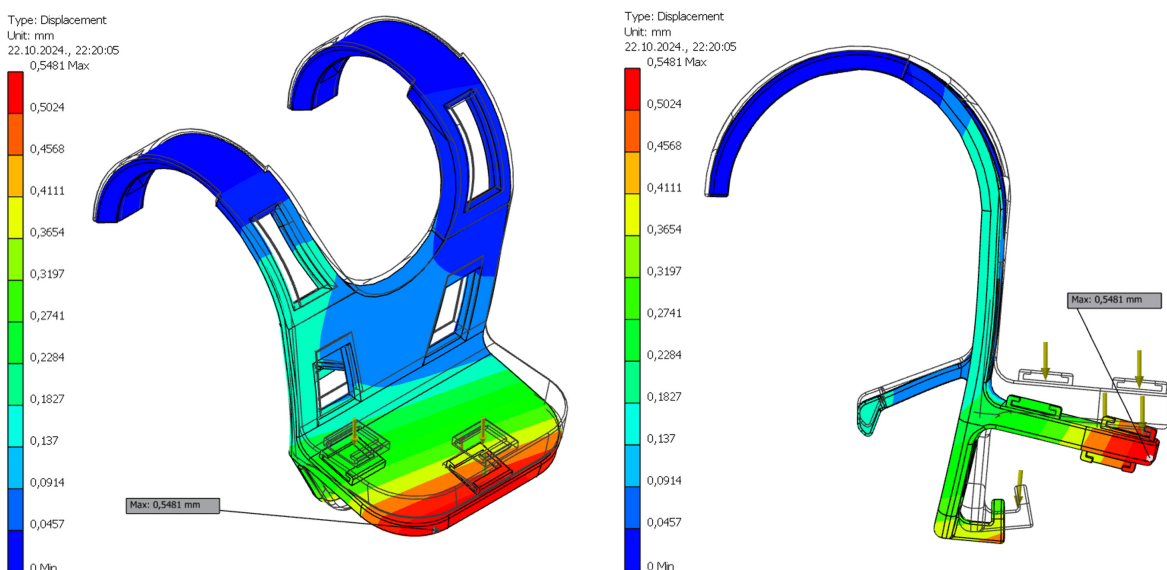 Type: Displacement
Unit: mm
22.10.2024., 22:20:05
0,5481 Max
0,5024
0,4568
0,4111
0,3654
0,3197
0,2741
0,2284
0,1827
0,137
0,0914
0,0457
0 Min
Max: 0,5481 mm
Type: Displacement
Unit: mm
22.10.2024., 22:20:05
0,5481 Max
0,5024
0,4568
0,4111
0,3654
0,3197
0,2741
0,2284
0,1827
0,137
0,0914
0,0457
0 Min
Max: 0,5481 mm